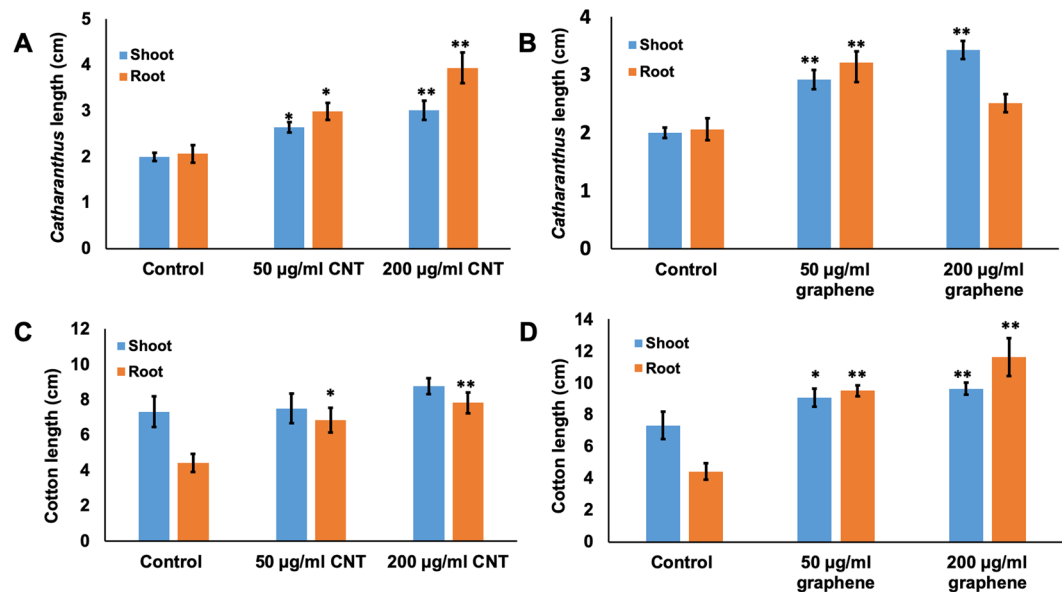 A
Catharanthus length (cm)
5
4
3
2
1
0
Shoot
Root
*
*
**
**
Control
50 µg/ml CNT
200 µg/ml CNT
B
Catharanthus length (cm)
4
3
2
1
0
Shoot
Root
**
**
**
Control
50 µg/ml
graphene
200 µg/ml
graphene
C
Cotton length (cm)
12
10
8
6
4
2
0
Shoot
Root
*
**
Control
50 µg/ml CNT
200 µg/ml CNT
D
Cotton length (cm)
14
12
10
8
6
4
2
0
Shoot
Root
*
**
**
**
Control
50 µg/ml
graphene
200 µg/ml
graphene